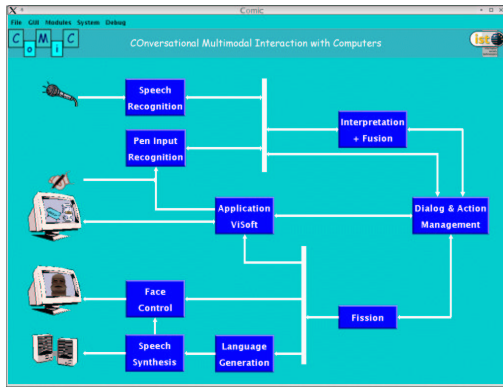 X Comic
File GUI Modules System Debug
C o M i C
COnversational Multimodal Interaction with Computers
ist
Speech
Recognition
Pen Input
Recognition
Interpretation
+ Fusion
Application
ViSoft
Dialog & Action
Management
Face
Control
Fission
Speech
Synthesis
Language
Generation